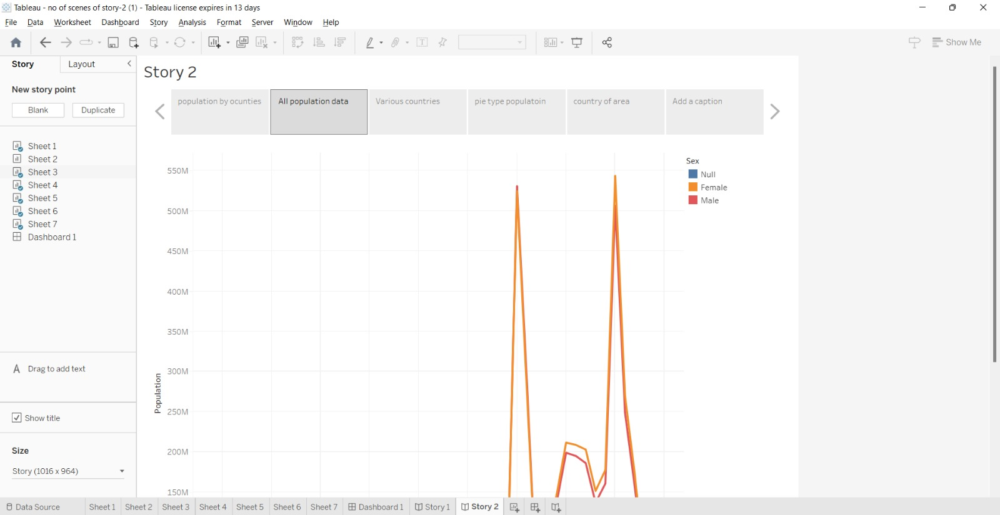 Tableau - no of scenes of story-2 (1) - Tableau license expires in 13 days
File Data Worksheet Dashboard Story Analysis Format Server Window Help
Show Me
Story Layout
New story point
Blank Duplicate
Sheet 1
Sheet 2
Sheet 3
Sheet 4
Sheet 5
Sheet 6
Sheet 7
Dashboard 1
A Drag to add text
Show title
Size
Story (1016 x 964)
Story 2
population by ocunties All population data Various countries pie type populatoin country of area Add a caption
550M
500M
450M
400M
350M
300M
250M
200M
150M
Population
Sex
Null
Female
Male
Data Source Sheet 1 Sheet 2 Sheet 3 Sheet 4 Sheet 5 Sheet 6 Sheet 7 Dashboard 1 Story 1 Story 2